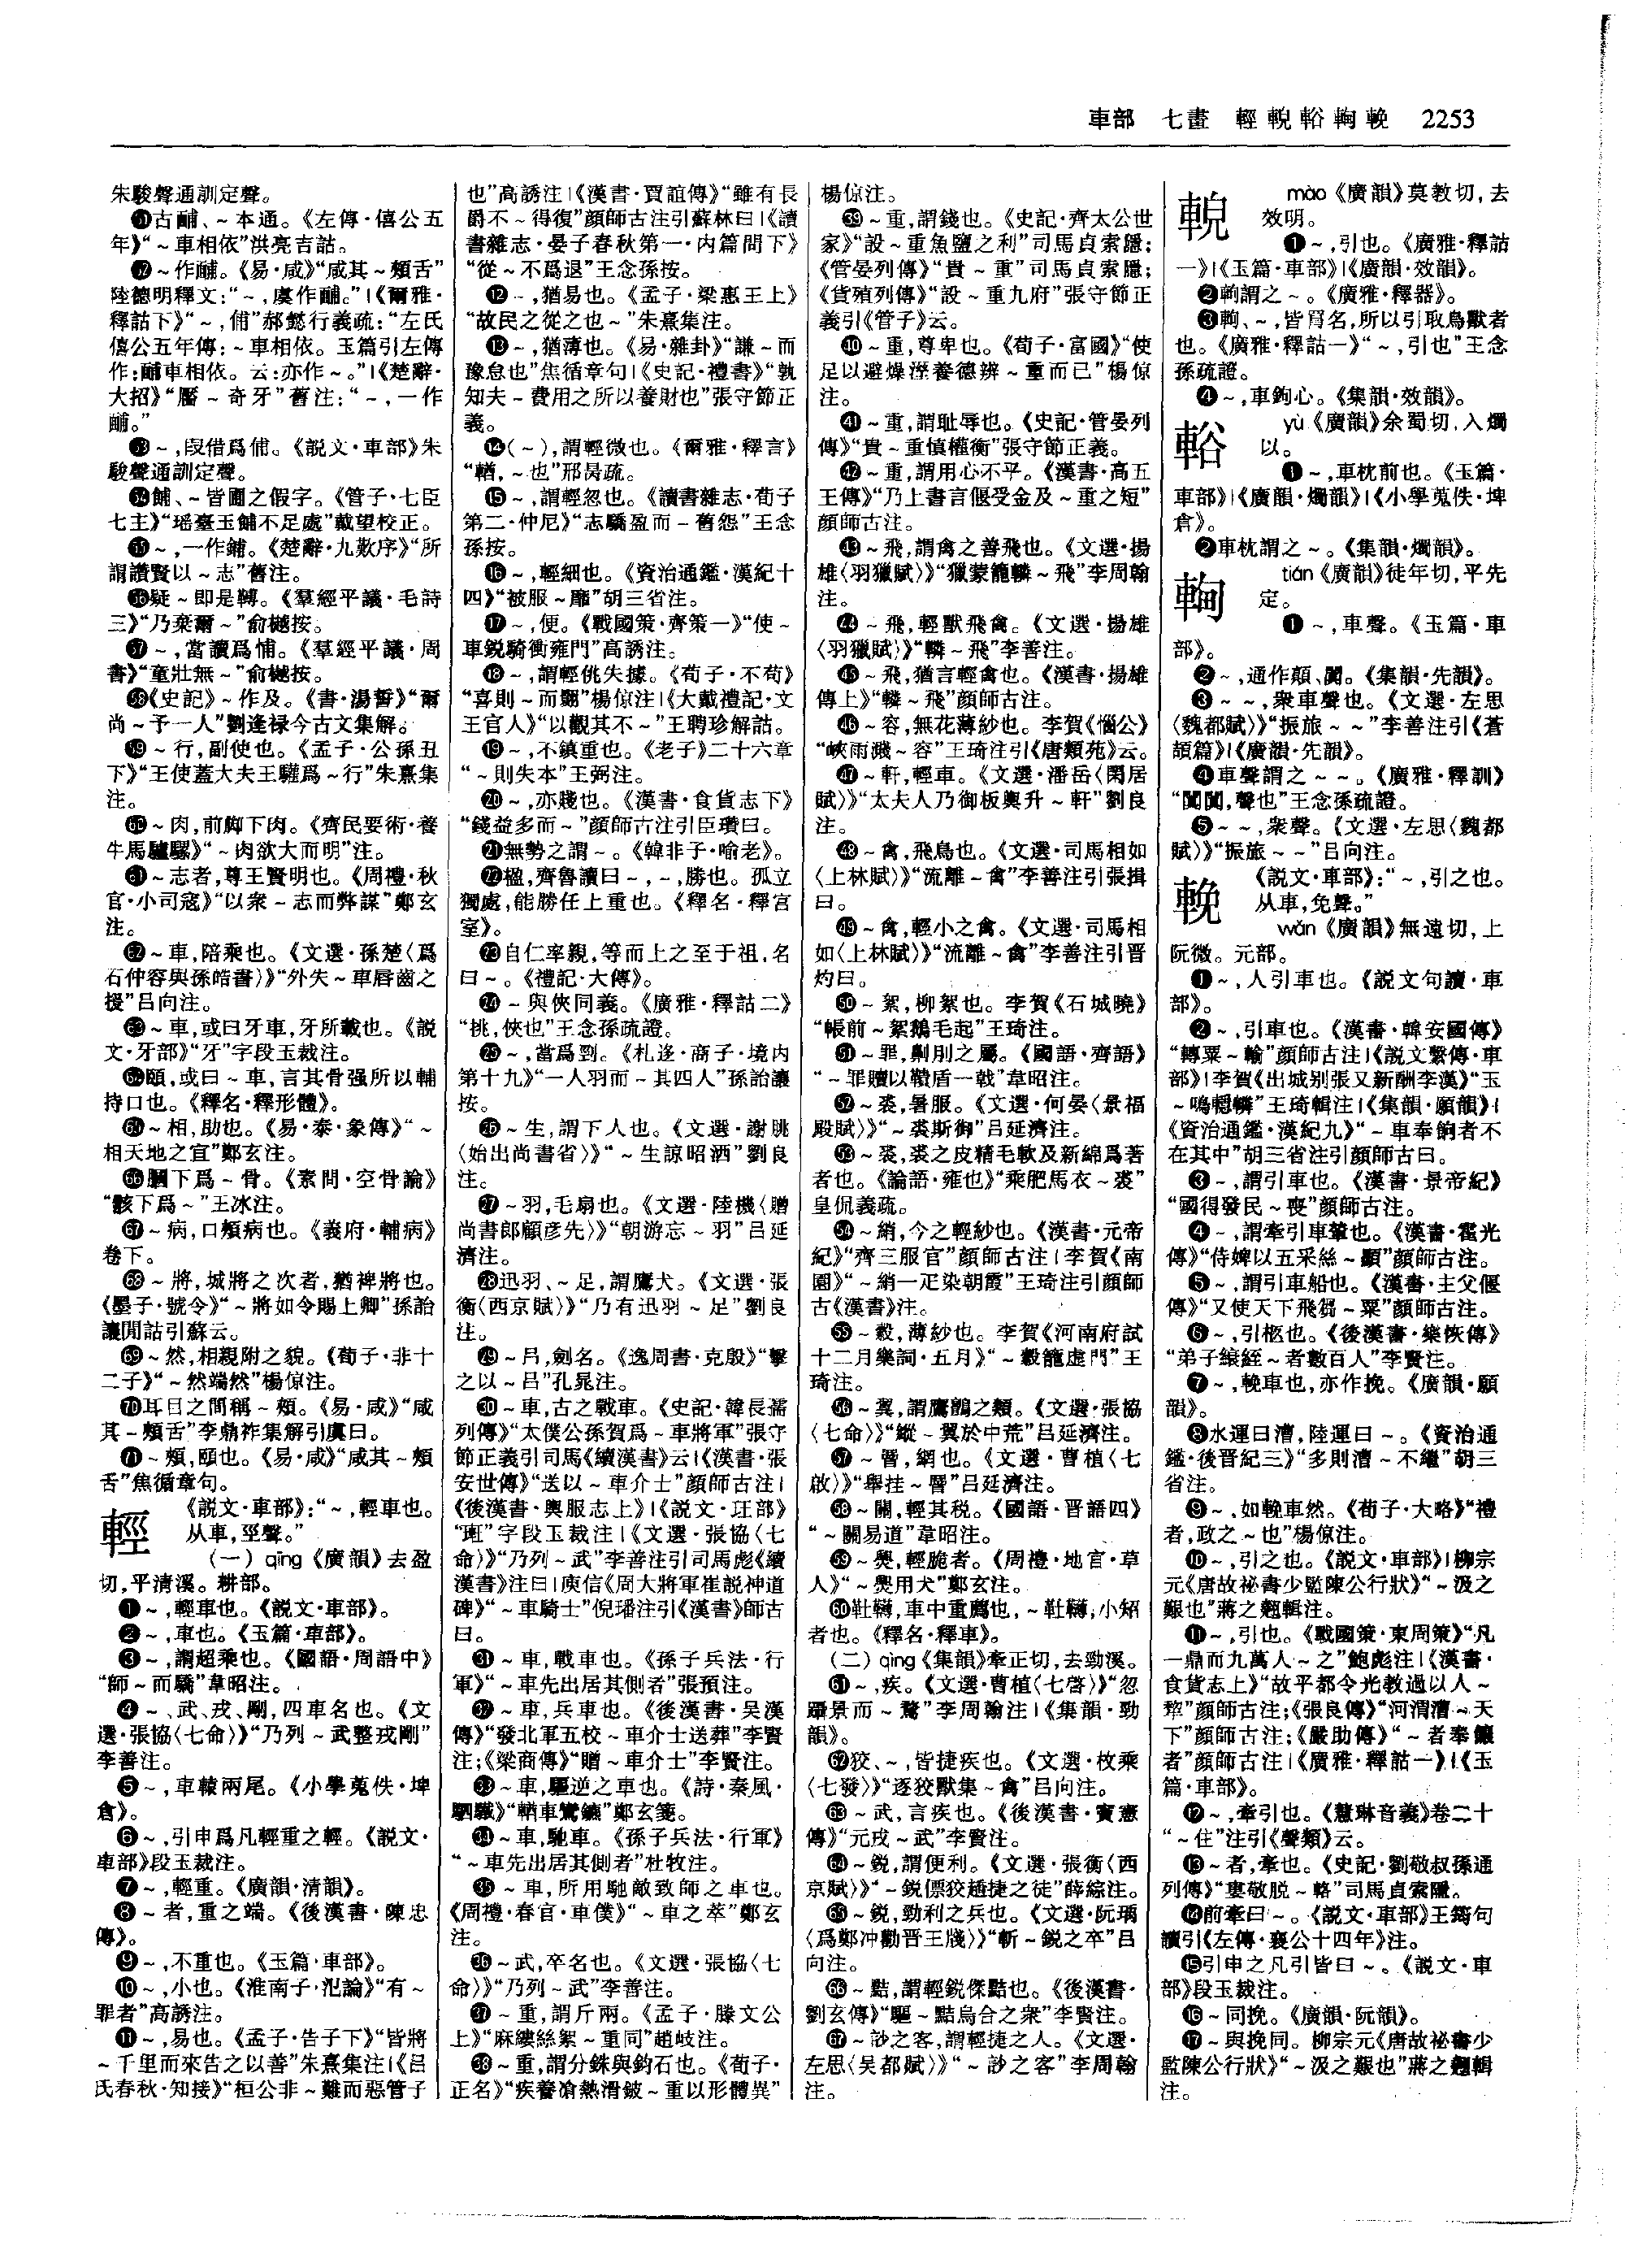 車部　七畫　輕輗輍輷輓　2253
朱駿聲通訓定聲。
㊿古酺、~本通。《左傳·僖公五
年》“~車相依”洪亮吉詁。
~作酺。《易·咸》“咸其~頰舌”
陸德明釋文：“~,虞作酺。”|《爾雅·
釋詁下》“~,俌”郝懿行義疏：“左氏
僖公五年傳：~車相依。玉篇引左傳
作：酺車相依。云：亦作~。”|《楚辭·
大招》“靨~奇牙”舊注：“~,一作
酺。”
~,叚借爲俌。《説文·車部》朱
駿聲通訓定聲。
餔、~皆圃之假字。《管子·七臣
七主》“瑶臺玉餔不足處”戴望校正。
~,一作鋪。《楚辭·九歎序》“所
謂讚賢以~志”舊注。
疑~即是轉。《羣經平議·毛詩
三》“乃棄爾~”俞樾按。
~,當讀爲悑。《羣經平議·周
書》“童壯無~”俞樾按。
《史記》~作及。《書·湯誓》“爾
尚~予一人”劉逢禄今古文集解。
~行,副使也。《孟子·公孫丑
下》“王使蓋大夫王驩爲~行”朱熹集
注。
~肉,前脚下肉。《齊民要術·養
牛馬驢騾》“~肉欲大而明”注。
~志者,尊王賢明也。《周禮·秋
官·小司寇》“以衆~志而弊謀”鄭玄
注。
~車,陪乘也。《文選·孫楚〈爲
石仲容與孫皓書〉》“外失~車脣齒之
援”吕向注。
~車,或曰牙車,牙所載也。《説
文·牙部》“牙”字段玉裁注。
頤,或曰~車,言其骨强所以輔
持口也。《釋名·釋形體》。
~相,助也。《易·泰·象傳》“~
相天地之宜”鄭玄注。
膕下爲~骨。《素問·空骨論》
“骸下爲~”王冰注。
~病,口頰病也。《義府·輔病》
卷下。
~將,城將之次者,猶裨將也。
《墨子·號令》“~將如令賜上卿”孫詒
讓閒詁引蘇云。
~然,相親附之貌。《荀子·非十
二子》“~然端然”楊倞注。
耳目之間稱~頰。《易·咸》“咸
其~頰舌”李鼎祚集解引虞曰。
~頰,頤也。《易·咸》“咸其~頰
舌”焦循章句。
輕
《説文·車部》：“~,輕車也。
从車,巠聲。”
(一) qīng《廣韻》去盈
切,平清溪。耕部。
❶~,輕車也。《説文·車部》。
❷~,車也。《玉篇·車部》。
❸~,謂超乘也。《國語·周語中》
“師~而驕”韋昭注。
❹~、武、戎、剛,四車名也。《文
選·張協〈七命〉》“乃列~武整戎剛”
李善注。
❺~,車轅兩尾。《小學蒐佚·埤
倉》。
❻~,引申爲凡輕重之輕。《説文·
車部》段玉裁注。
❼~,輕重。《廣韻·清韻》。
❽~者,重之端。《後漢書·陳忠
傳》。
❾~,不重也。《玉篇·車部》。
❿~,小也。《淮南子·氾論》“有~
罪者”高誘注。
⓫~,易也。《孟子·告子下》“皆將
~千里而來告之以善”朱熹集注|《吕
氏春秋·知接》“桓公非~難而惡管子
也”高誘注|《漢書·賈誼傳》“雖有長
爵不~得復”顏師古注引蘇林曰|《讀
書雜志·晏子春秋第一·内篇問下》
“從~不爲退”王念孫按。
⓬~,猶易也。《孟子·梁惠王上》
“故民之從之也~”朱熹集注。
⓭~,猶薄也。《易·雜卦》“謙~而
豫怠也”焦循章句|《史記·禮書》“孰
知夫~費用之所以養財也”張守節正
義。
⓮(~),謂輕微也。《爾雅·釋言》
“輶,~也”邢昺疏。
⓯~,謂輕忽也。《讀書雜志·荀子
第二·仲尼》“志驕盈而~舊怨”王念
孫按。
⓰~,輕細也。《資治通鑑·漢紀十
四》“被服~靡”胡三省注。
⓱~,便。《戰國策·齊策一》“使~
車鋭騎衝雍門”高誘注。
⓲~,謂輕佻失據。《荀子·不苟》
“喜則~而翾”楊倞注|《大戴禮記·文
王官人》“以觀其不~”王聘珍解詁。
⓳~,不鎮重也。《老子》二十六章
“~則失本”王弼注。
⓴~,亦賤也。《漢書·食貨志下》
“錢益多而~”顏師古注引臣瓚曰。
㉑無勢之謂~。《韓非子·喻老》。
㉒楹,齊魯讀曰~,~,勝也。孤立
獨處,能勝任上重也。《釋名·釋宫
室》。
㉓自仁率親,等而上之至于祖,名
曰~。《禮記·大傳》。
㉔~與佻同義。《廣雅·釋詁二》
“挑,佼也”王念孫疏證。
㉕~,當爲剄。《札迻·商子·境内
第十九》“一人羽而~其四人”孫詒讓
按。
㉖~生,謂下人也。《文選·謝朓
〈始出尚書省〉》“~生諒昭洒”劉良
注。
㉗~羽,毛扇也。《文選·陸機〈贈
尚書郎顧彦先〉》“朝游忘~羽”吕延
濟注。
㉘迅羽、~足,謂鷹犬。《文選·張
衡〈西京賦〉》“乃有迅羽~足”劉良
注。
㉙~吕,劍名。《逸周書·克殷》“擊
之以~吕”孔晁注。
㉚~車,古之戰車。《史記·韓長孺
列傳》“太僕公孫賀爲~車將軍”張守
節正義引司馬《續漢書》云|《漢書·張
安世傳》“送以~車介士”顏師古注|
《後漢書·輿服志上》|《説文·玨部》
“班”字段玉裁注|《文選·張協〈七
命〉》“乃列~武”李善注引司馬彪《續
漢書》注曰|庾信《周大將軍崔説神道
碑》“~車騎士”倪璠注引《漢書》師古
曰。
㉛~車,戰車也。《孫子兵法·行
軍》“~車先出居其側者”張預注。
㉜~車,兵車也。《後漢書·吴漢
傳》“發北軍五校~車介士送葬”李賢
注;《梁商傳》“贈~車介士”李賢注。
㉝~車,驅逆之車也。《詩·秦風·
駟驖》“輶車鸞鑣”鄭玄箋。
㉞~車,馳車。《孫子兵法·行軍》
“~車先出居其側者”杜牧注。
㉟~車,所用馳敵致師之車也。
《周禮·春官·車僕》“~車之萃”鄭玄
注。
㊱~武,卒名也。《文選·張協〈七
命〉》“乃列~武”李善注。
㊲~重,謂斤兩。《孟子·滕文公
上》“麻縷絲絮~重同”趙岐注。
㊳~重,謂分銖與鈞石也。《荀子·
正名》“疾養凔熱滑鈹~重以形體異”
楊倞注。
㊴~重,謂錢也。《史記·齊太公世
家》“設~重魚鹽之利”司馬貞索隱;
《管晏列傳》“貴~重”司馬貞索隱;
《貨殖列傳》“設~重九府”張守節正
義引《管子》云。
㊵~重,尊卑也。《荀子·富國》“使
足以避燥溼養德辨~重而已”楊倞
注。
㊶~重,謂耻辱也。《史記·管晏列
傳》“貴~重慎權衡”張守節正義。
㊷~重,謂用心不平。《漢書·高五
王傳》“乃上書言偃受金及~重之短”
顏師古注。
㊸~飛,謂禽之善飛也。《文選·揚
雄〈羽獵賦〉》“獵蒙蘢轔~飛”李周翰
注。
㊹~飛,輕獸飛禽。《文選·揚雄
〈羽獵賦〉》“轔~飛”李善注。
㊺~飛,猶言輕禽也。《漢書·揚雄
傳上》“轔~飛”顏師古注。
㊻~容,無花薄紗也。李賀《惱公》
“峽雨濺~容”王琦注引《唐類苑》云。
㊼~軒,輕車。《文選·潘岳〈閑居
賦〉》“太夫人乃御板輿升~軒”劉良
注。
㊽~禽,飛鳥也。《文選·司馬相如
〈上林賦〉》“流離~禽”李善注引張揖
曰。
㊾~禽,輕小之禽。《文選·司馬相
如〈上林賦〉》“流離~禽”李善注引晋
灼曰。
㊿~絮,柳絮也。李賀《石城曉》
“帳前~絮鵝毛起”王琦注。
~罪,劓刖之屬。《國語·齊語》
“~罪贖以鞼盾一戟”韋昭注。
~裘,暑服。《文選·何晏〈景福
殿賦〉》“~裘斯御”吕延濟注。
~裘,裘之皮精毛軟及新綿爲著
者也。《論語·雍也》“乘肥馬衣~裘”
皇侃義疏。
~綃,今之輕紗也。《漢書·元帝
紀》“齊三服官”顏師古注|李賀《南
園》“~綃一疋染朝霞”王琦注引顏師
古《漢書》注。
~縠,薄紗也。李賀《河南府試
十二月樂詞·五月》“~縠籠虚門”王
琦注。
~翼,謂鷹鷂之類。《文選·張協
〈七命〉》“縱~翼於中荒”吕延濟注。
~罾,網也。《文選·曹植〈七
啟〉》“舉挂~罾”吕延濟注。
~關,輕其税。《國語·晋語四》
“~關易道”韋昭注。
~爂,輕脆者。《周禮·地官·草
人》“~爂用犬”鄭玄注。
靯䪌,車中重薦也,~靯䪌,小貂
者也。《釋名·釋車》。
(二) qìng《集韻》牽正切,去勁溪。
~,疾。《文選·曹植〈七啓〉》“忽
躡景而~騖”李周翰注|《集韻·勁
韻》。
狡、~,皆捷疾也。《文選·枚乘
〈七發〉》“逐狡獸集~禽”吕向注。
~武,言疾也。《後漢書·竇憲
傳》“元戎~武”李賢注。
~鋭,謂便利。《文選·張衡〈西
京賦〉》“~鋭僄狡趫捷之徒”薛綜注。
~鋭,勁利之兵也。《文選·阮瑀
〈爲鄭冲勸晋王牋〉》“斬~鋭之卒”吕
向注。
~黠,謂輕鋭傑黠也。《後漢書·
劉玄傳》“驅~黠烏合之衆”李賢注。
~訬之客,謂輕捷之人。《文選·
左思〈吴都賦〉》“~訬之客”李周翰
注。
輗
mào《廣韻》莫教切,去
效明。
❶~,引也。《廣雅·釋詁
一》|《玉篇·車部》|《廣韻·效韻》。
❷軥謂之~。《廣雅·釋器》。
❸軥、~,皆罥名,所以引取鳥獸者
也。《廣雅·釋詁一》“~,引也”王念
孫疏證。
❹~,車鉤心。《集韻·效韻》。
輍
yù《廣韻》余蜀切,入燭
以。
❶~,車枕前也。《玉篇·
車部》|《廣韻·燭韻》|《小學蒐佚·埤
倉》。
❷車枕謂之~。《集韻·燭韻》。
tián《廣韻》徒年切,平先
定。
❶~,車聲。《玉篇·車
部》。
❷~,通作顛、闐。《集韻·先韻》。
❸~~,衆車聲也。《文選·左思
〈魏都賦〉》“振旅~~”李善注引《蒼
頡篇》|《廣韻·先韻》。
❹車聲謂之~~。《廣雅·釋訓》
“闐闐,聲也”王念孫疏證。
❺~~,衆聲。《文選·左思〈魏都
賦〉》“振旅~~”吕向注。
輓
《説文·車部》：“~,引之也。
从車,免聲。”
wǎn《廣韻》無遠切,上
阮微。元部。
❶~,人引車也。《説文句讀·車
部》。
❷~,引車也。《漢書·韓安國傳》
“轉粟~輸”顏師古注|《説文繫傳·車
部》|李賀《出城别張又新酬李漢》“玉
~鳴𨏍轔”王琦輯注|《集韻·願韻》|
《資治通鑑·漢紀九》“~車奉餉者不
在其中”胡三省注引顏師古曰。
❸~,謂引車也。《漢書·景帝紀》
“國得發民~喪”顏師古注。
❹~,謂牽引車輦也。《漢書·霍光
傳》“侍婢以五采絲~顯”顏師古注。
❺~,謂引車船也。《漢書·主父偃
傳》“又使天下飛芻~粟”顏師古注。
❻~,引柩也。《後漢書·樂恢傳》
“弟子縗絰~者數百人”李賢注。
❼~,輓車也,亦作挽。《廣韻·願
韻》。
❽水運曰漕,陸運曰~。《資治通
鑑·後晋紀三》“多則漕~不繼”胡三
省注。
❾~,如輓車然。《荀子·大略》“禮
者,政之~也”楊倞注。
❿~,引之也。《説文·車部》|柳宗
元《唐故祕書少監陳公行狀》“~汲之
艱也”蔣之翹輯注。
⓫~,引也。《戰國策·東周策》“凡
一鼎而九萬人~之”鮑彪注|《漢書·
食貨志上》“故平都令光教過以人~
犂”顏師古注;《張良傳》“河渭漕~天
下”顏師古注;《嚴助傳》“~者奉饟
者”顏師古注|《廣雅·釋詁一》|《玉
篇·車部》。
⓬~,牽引也。《慧琳音義》卷二十
“~住”注引《聲類》云。
⓭~者,牽也。《史記·劉敬叔孫通
列傳》“婁敬脱~輅”司馬貞索隱。
⓮前牽曰~。《説文·車部》王筠句
讀引《左傳·襄公十四年》注。
⓯引申之凡引皆曰~。《説文·車
部》段玉裁注。
⓰~同挽。《廣韻·阮韻》。
⓱~與挽同。柳宗元《唐故祕書少
監陳公行狀》“~汲之艱也”蔣之翹輯
注。